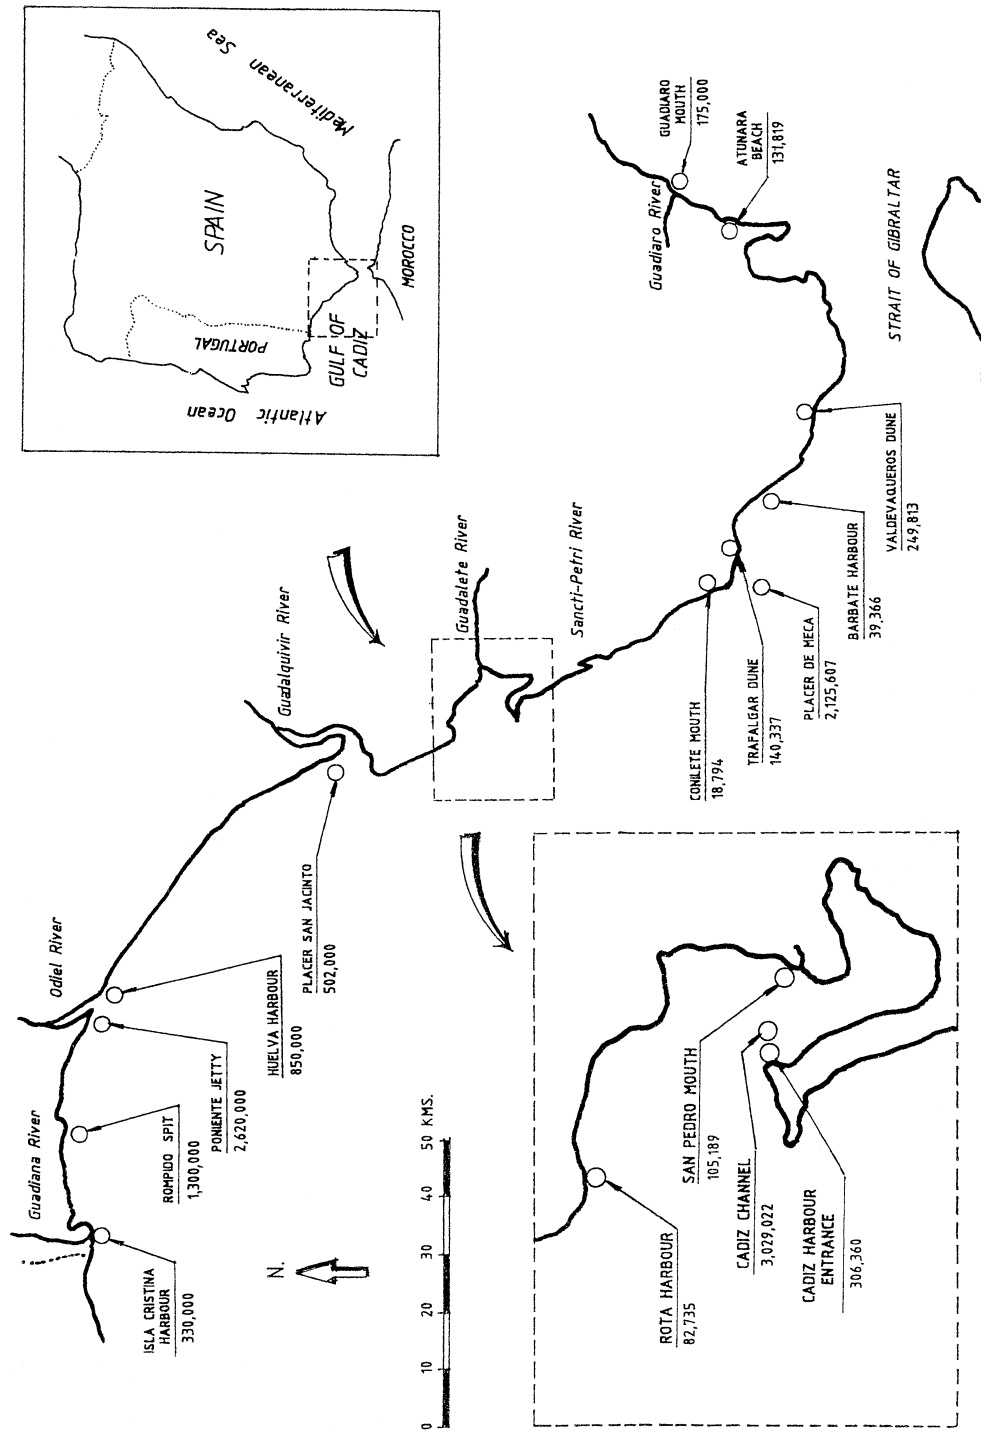 Mediterranean Sea
SPAIN
PORTUGAL
MOROCCO
GULF OF
CADIZ
Atlantic Ocean
Guadiana River
Odiel River
Guadalquivir River
Guadalete River
Sancti-Petri River
Guadiaro River
STRAIT OF GIBRALTAR
ISLA CRISTINA
HARBOUR
330,000
ROMPIDO SPIT
1,300,000
PONIENTE JETTY
2,620,000
HUELVA HARBOUR
850,000
PLACER SAN JACINTO
502,000
CONILETE MOUTH
18,794
TRAFALGAR DUNE
140,337
PLACER DE MECA
2,125,607
BARBATE HARBOUR
39,366
VALDEVAQUEROS DUNE
249,813
ATUNARA
BEACH
131,819
GUADIARO
MOUTH
175,000
N.
0 10 20 30 40 50 KMS.
ROTA HARBOUR
82,735
SAN PEDRO MOUTH
105,189
CADIZ CHANNEL
3,029,022
CADIZ HARBOUR
ENTRANCE
306,360